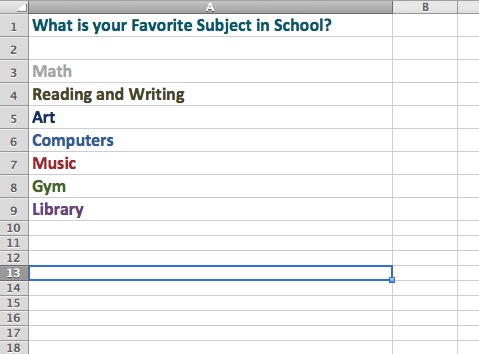 A B
1 What is your Favorite Subject in School?
2
3 Math
4 Reading and Writing
5 Art
6 Computers
7 Music
8 Gym
9 Library
10
11
12
13
14
15
16
17
18